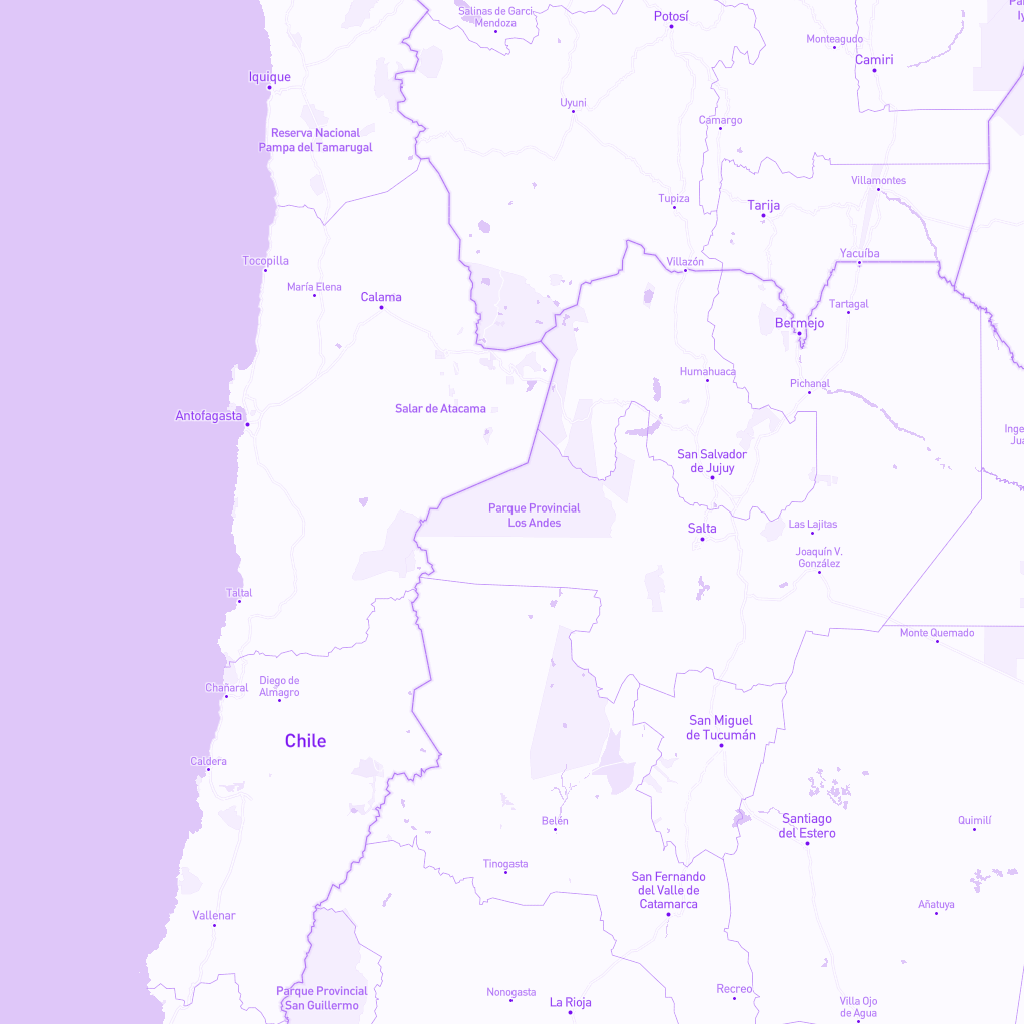 Salinas de Garci
Mendoza
Potosí
Monteagudo
Camiri
Iquique
Uyuni
Camargo
Reserva Nacional
Pampa del Tamarugal
Villamontes
Tupiza
Tarija
Tocopilla
Villazón
Yacuíba
María Elena
Calama
Tartagal
Bermejo
Humahuaca
Pichanal
Antofagasta
Salar de Atacama
San Salvador
de Jujuy
Parque Provincial
Los Andes
Salta
Las Lajitas
Joaquín V.
González
Taltal
Monte Quemado
Chañaral
Diego de
Almagro
Chile
San Miguel
de Tucumán
Caldera
Belén
Santiago
del Estero
Quimilí
Tinogasta
San Fernando
del Valle de
Catamarca
Vallenar
Añatuya
Parque Provincial
San Guillermo
Nonogasta
La Rioja
Recreo
Villa Ojo
de Agua